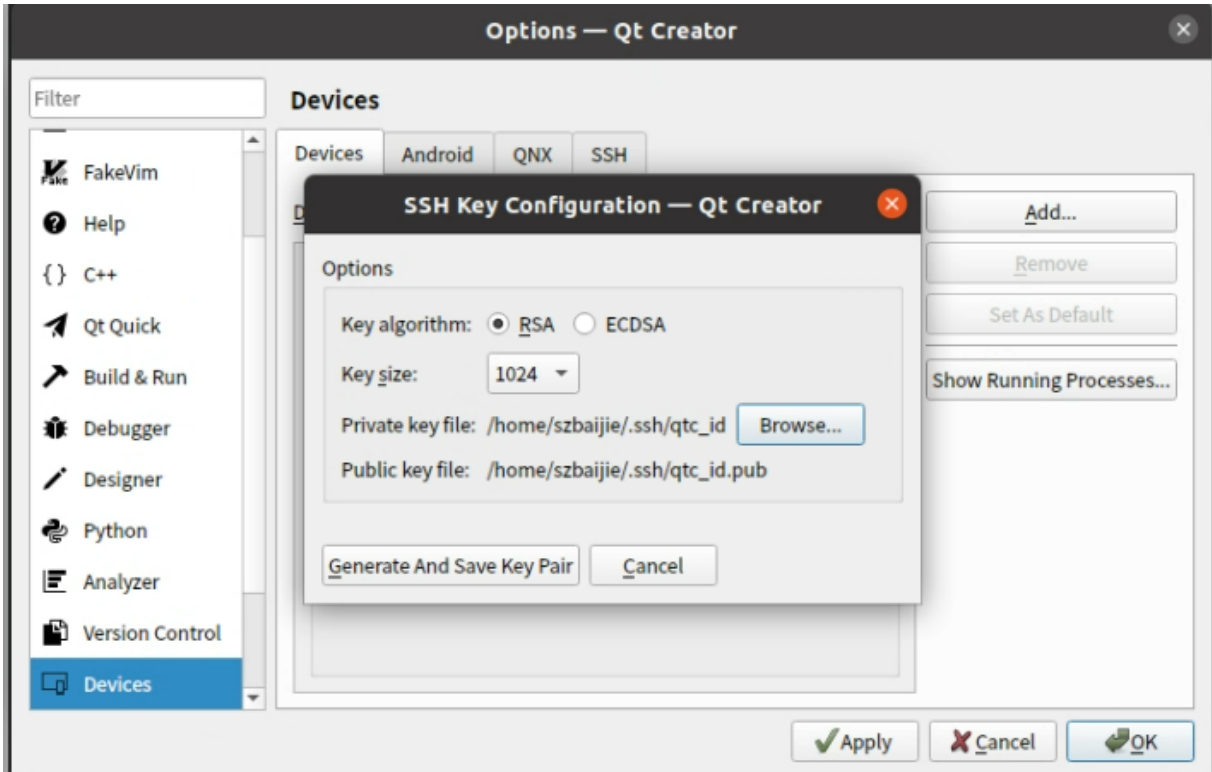 Options — Qt Creator
Filter
Devices
FakeVim
Help
C++
Qt Quick
Build & Run
Debugger
Designer
Python
Analyzer
Version Control
Devices
Devices Android QNX SSH
D
SSH Key Configuration — Qt Creator
Options
Key algorithm: RSA ECDSA
Key size: 1024
Private key file: /home/szbaijie/.ssh/qtc_id Browse...
Public key file: /home/szbaijie/.ssh/qtc_id.pub
Generate And Save Key Pair Cancel
Add...
Remove
Set As Default
Show Running Processes...
Apply Cancel OK